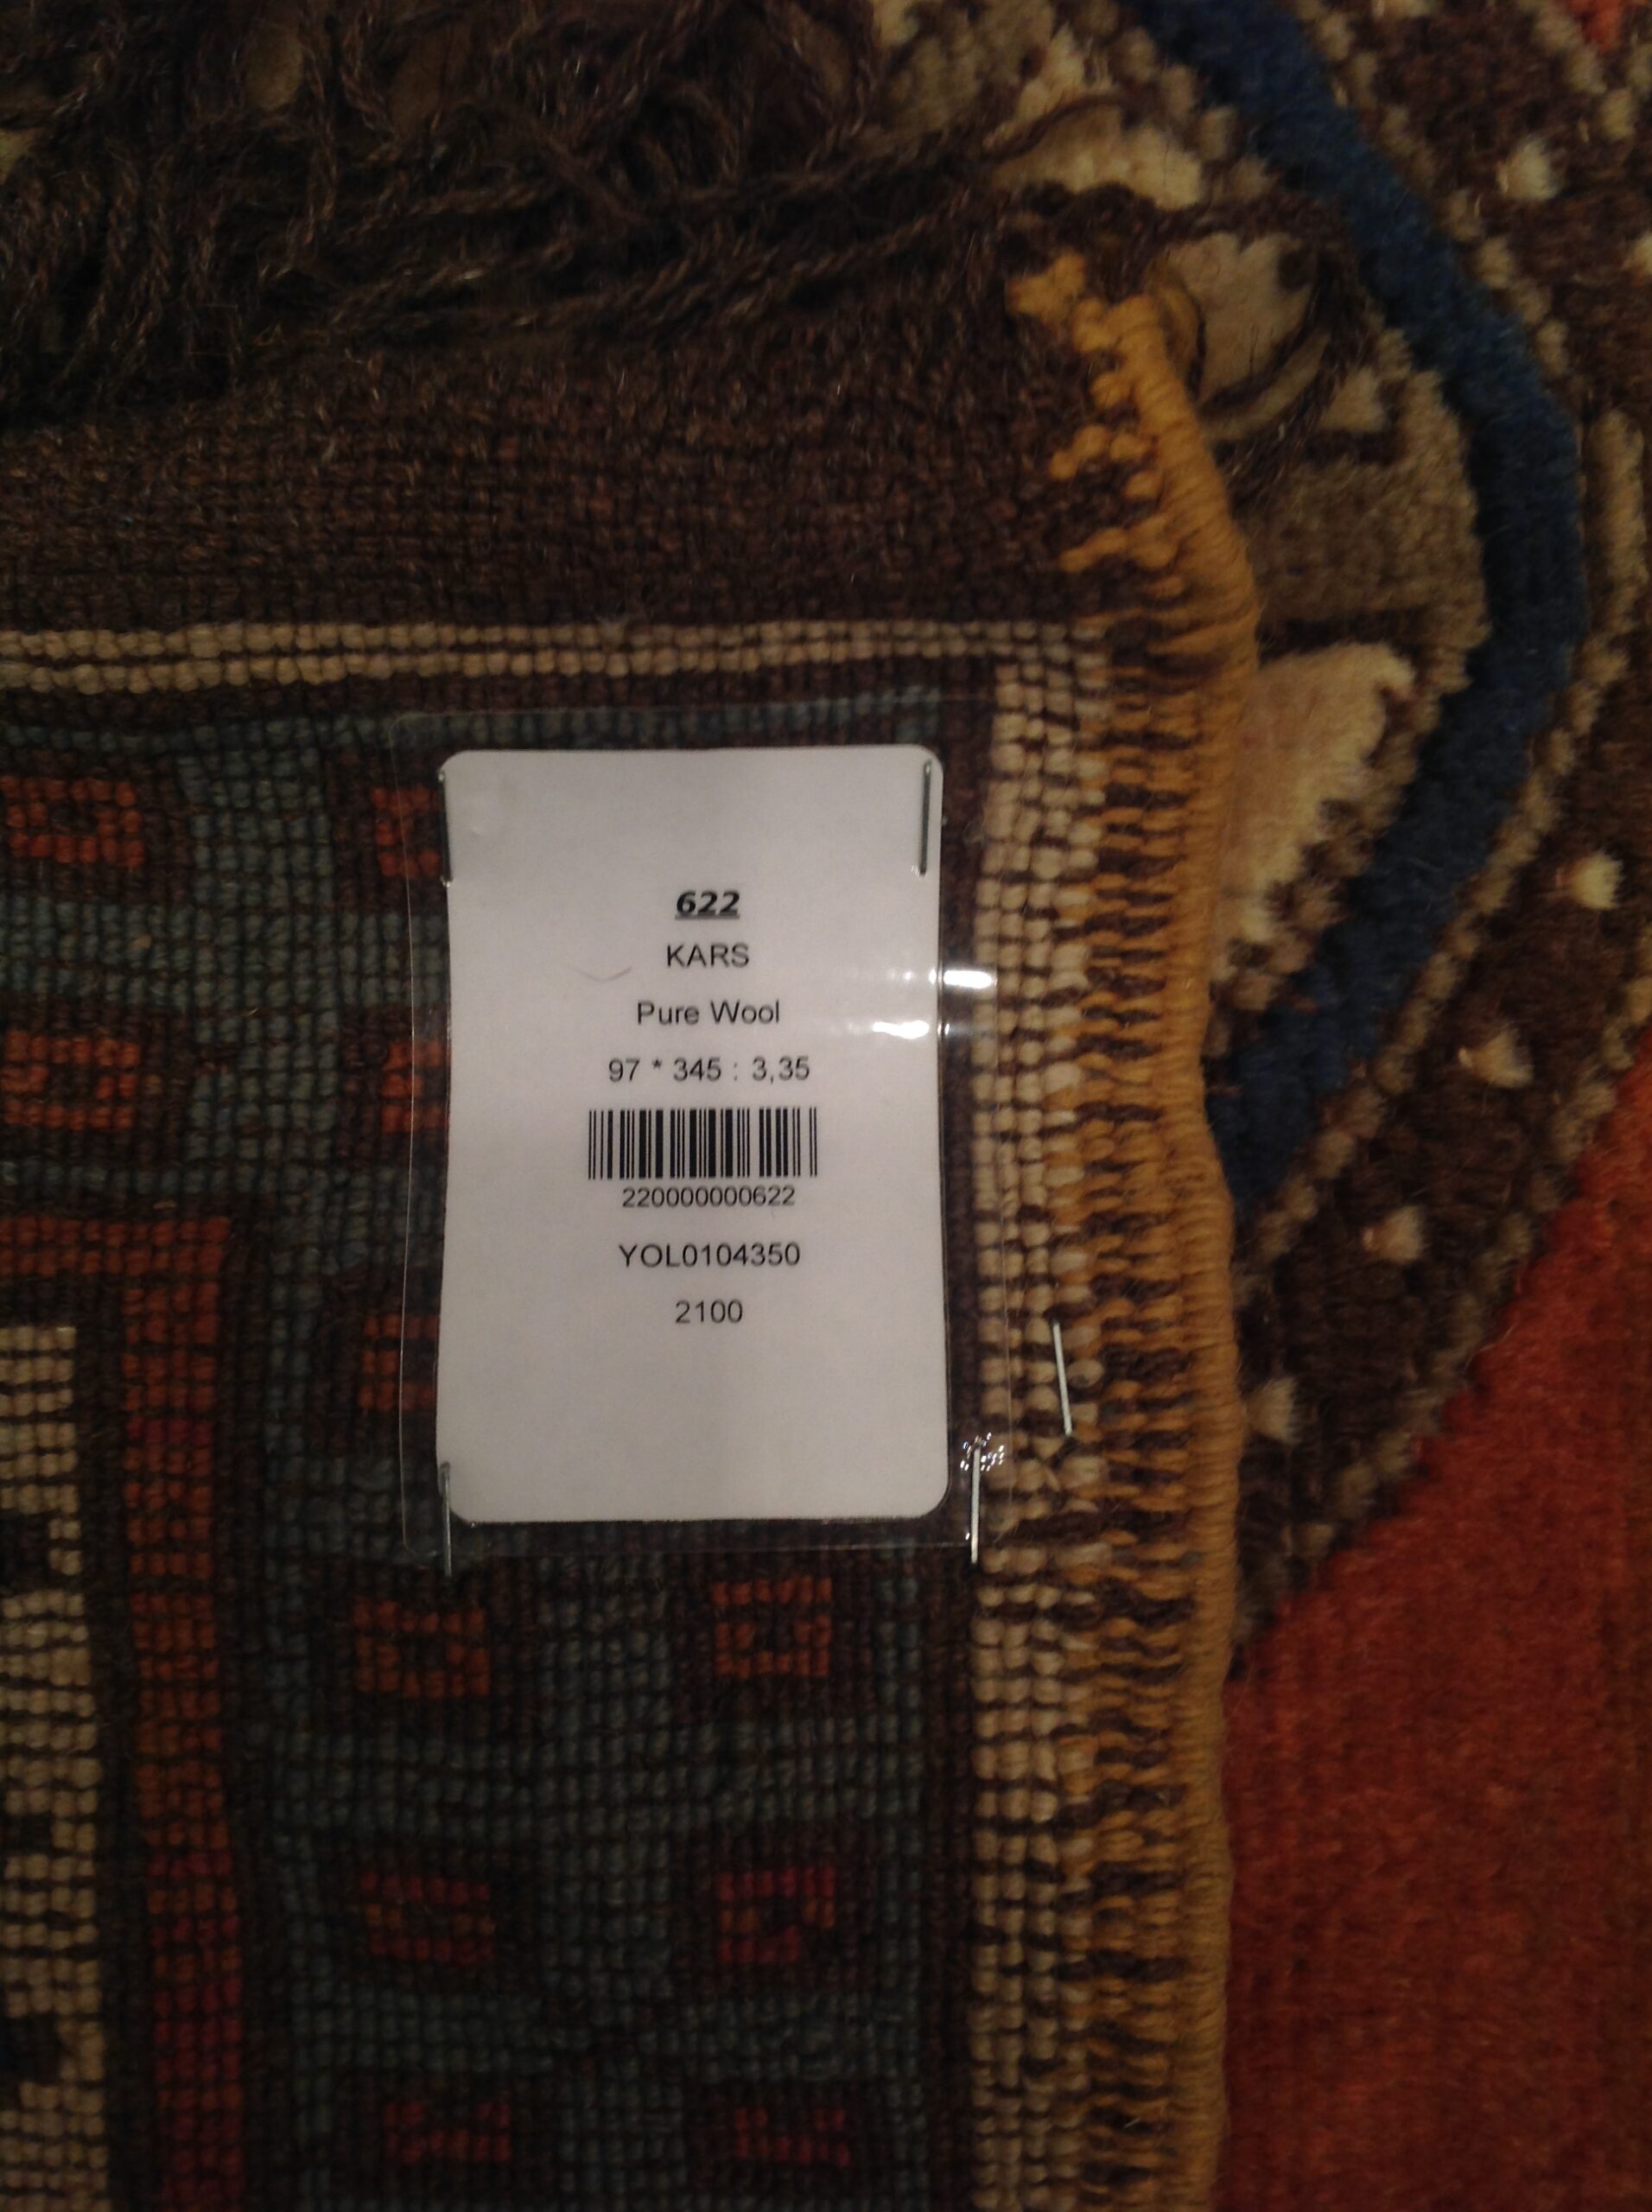 622
KARS
Pure Wool
97 * 345 : 3,35
220000000622
YOL0104350
2100